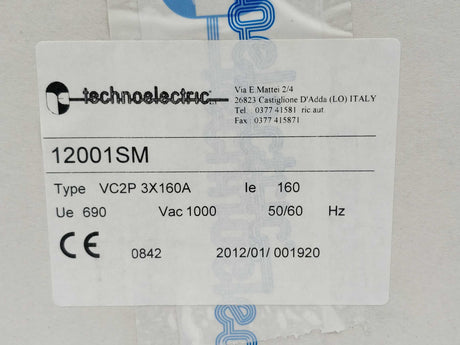 technoelectric
Via E.Mattei 2/4
26823 Castiglione D'Adda (LO) ITALY
Tel : 0377 41581 ric aut.
Fax : 0377 415871
12001SM
Type VC2P 3X160A Ie 160
Ue 690 Vac 1000 50/60 Hz
CE 0842 2012/01/ 001920